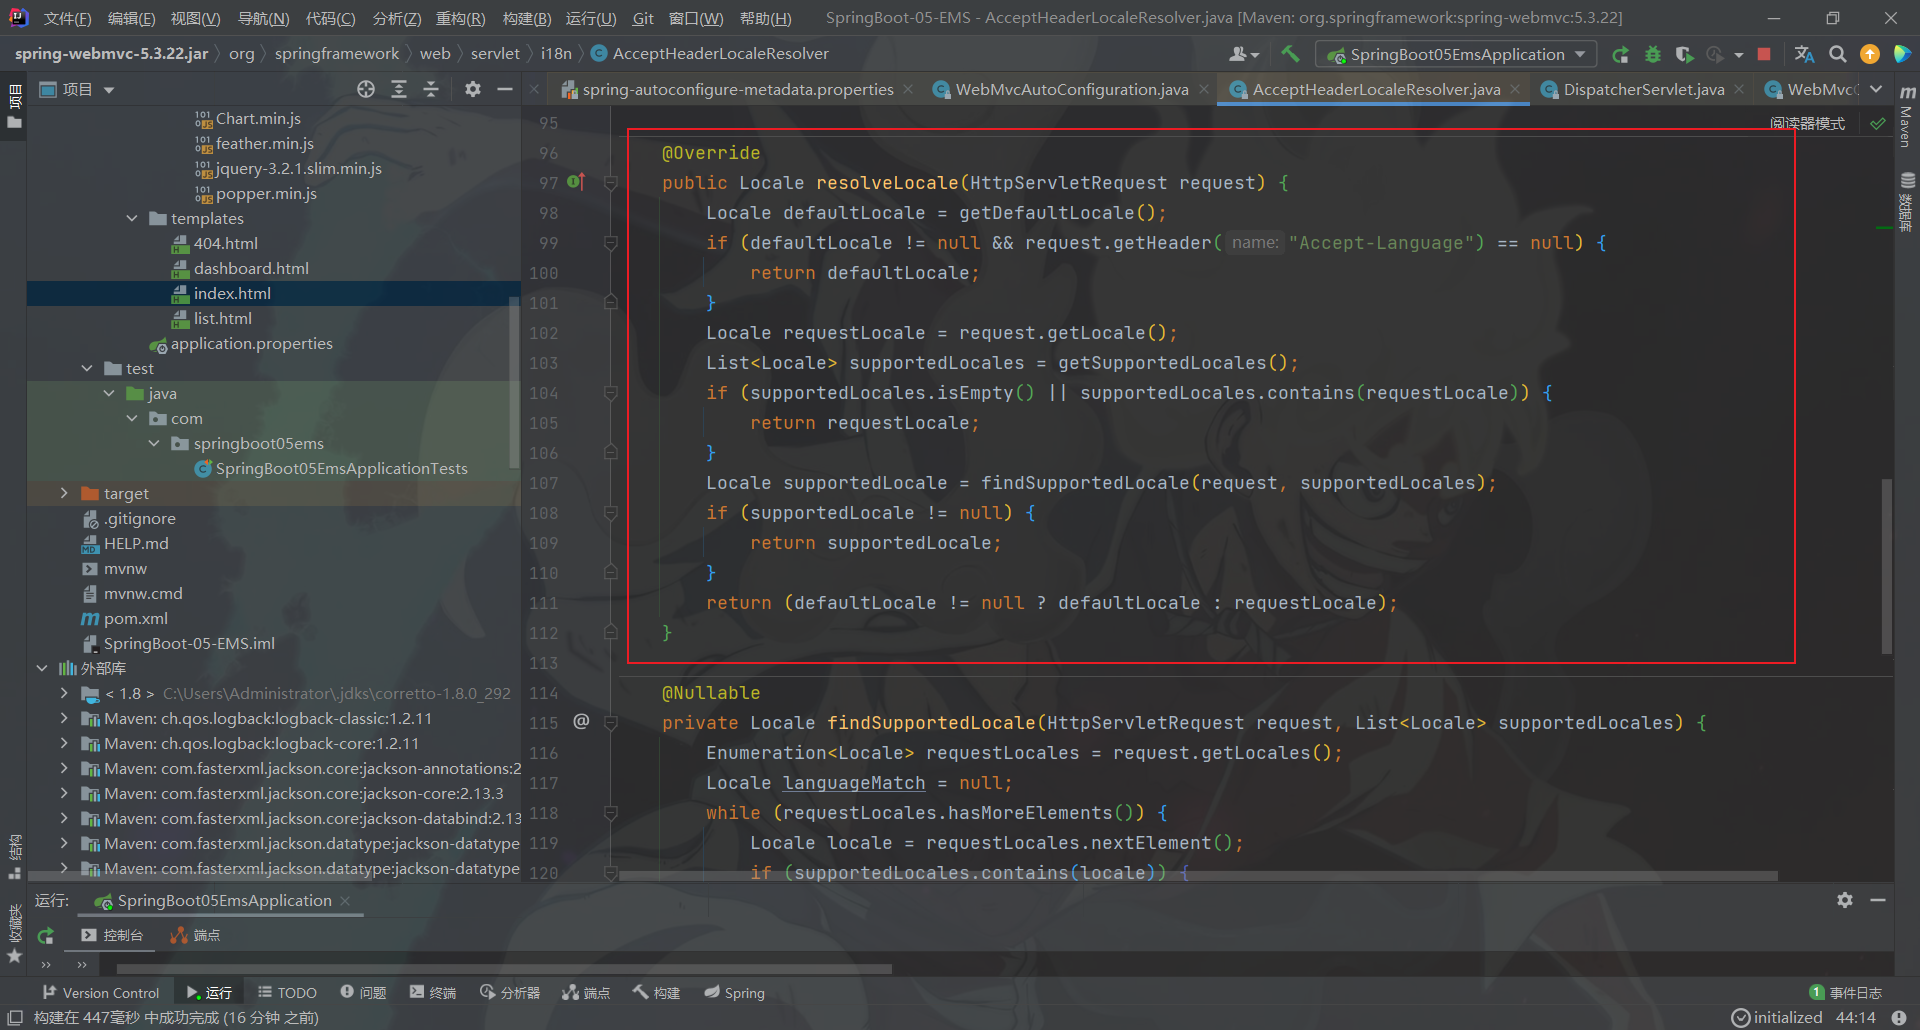 文件(F) 编辑(E) 视图(V) 导航(N) 代码(C) 分析(Z) 重构(R) 构建(B) 运行(U) Git 窗口(W) 帮助(H) SpringBoot-05-EMS - AcceptHeaderLocaleResolver.java [Maven: org.springframework:spring-webmvc:5.3.22]
spring-webmvc-5.3.22.jar org springframework web servlet i18n AcceptHeaderLocaleResolver SpringBoot05EmsApplication
项目 spring-autoconfigure-metadata.properties WebMvcAutoConfiguration.java AcceptHeaderLocaleResolver.java DispatcherServlet.java WebMvc
项目
Maven
数据库
结构
收藏夹
Chart.min.js
feather.min.js
jquery-3.2.1.slim.min.js
popper.min.js
templates
404.html
dashboard.html
index.html
list.html
application.properties
test
java
com
springboot05ems
SpringBoot05EmsApplicationTests
target
.gitignore
HELP.md
mvnw
mvnw.cmd
pom.xml
SpringBoot-05-EMS.iml
外部库
< 1.8 > C:\Users\Administrator\.jdks\corretto-1.8.0_292
Maven: ch.qos.logback:logback-classic:1.2.11
Maven: ch.qos.logback:logback-core:1.2.11
Maven: com.fasterxml.jackson.core:jackson-annotations:2
Maven: com.fasterxml.jackson.core:jackson-core:2.13.3
Maven: com.fasterxml.jackson.core:jackson-databind:2.13
Maven: com.fasterxml.jackson.datatype:jackson-datatype
Maven: com.fasterxml.jackson.datatype:jackson-datatype
阅读器模式
95
96 @Override
97 public Locale resolveLocale(HttpServletRequest request) {
98 Locale defaultLocale = getDefaultLocale();
99 if (defaultLocale != null && request.getHeader( name: "Accept-Language") == null) {
100 return defaultLocale;
101 }
102 Locale requestLocale = request.getLocale();
103 List<Locale> supportedLocales = getSupportedLocales();
104 if (supportedLocales.isEmpty() || supportedLocales.contains(requestLocale)) {
105 return requestLocale;
106 }
107 Locale supportedLocale = findSupportedLocale(request, supportedLocales);
108 if (supportedLocale != null) {
109 return supportedLocale;
110 }
111 return (defaultLocale != null ? defaultLocale : requestLocale);
112 }
113
114 @Nullable
115 @ private Locale findSupportedLocale(HttpServletRequest request, List<Locale> supportedLocales) {
116 Enumeration<Locale> requestLocales = request.getLocales();
117 Locale languageMatch = null;
118 while (requestLocales.hasMoreElements()) {
119 Locale locale = requestLocales.nextElement();
120 if (supportedLocales.contains(locale)) {
运行: SpringBoot05EmsApplication
控制台 端点
Version Control 运行 TODO 问题 终端 分析器 端点 构建 Spring 1 事件日志
构建在 447毫秒 中成功完成 (16 分钟 之前) initialized 44:14